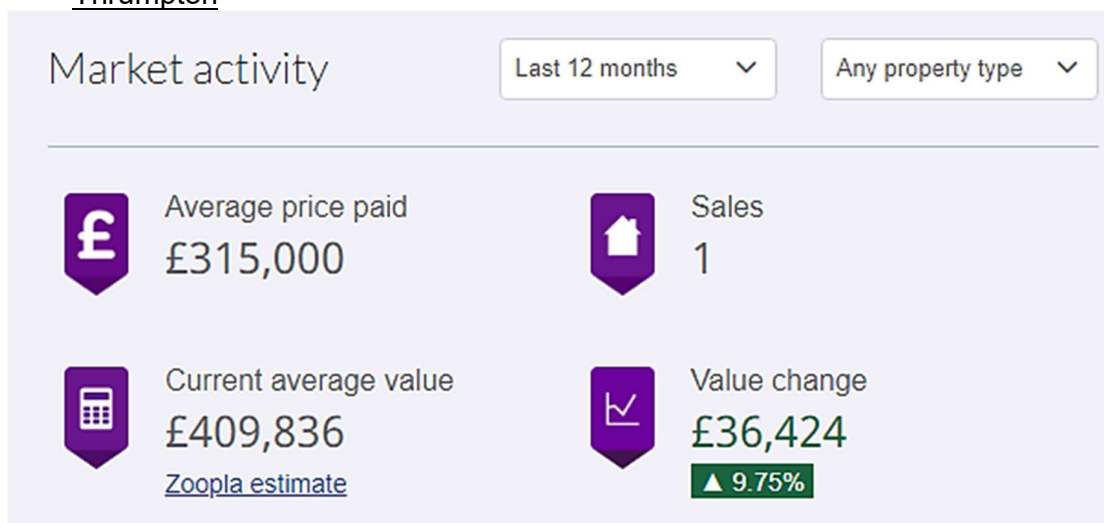 Thrumpton
Market activity
Last 12 months
Any property type
£
Average price paid
£315,000
Sales
1
Current average value
£409,836
Zoopla estimate
Value change
£36,424
▲ 9.75%